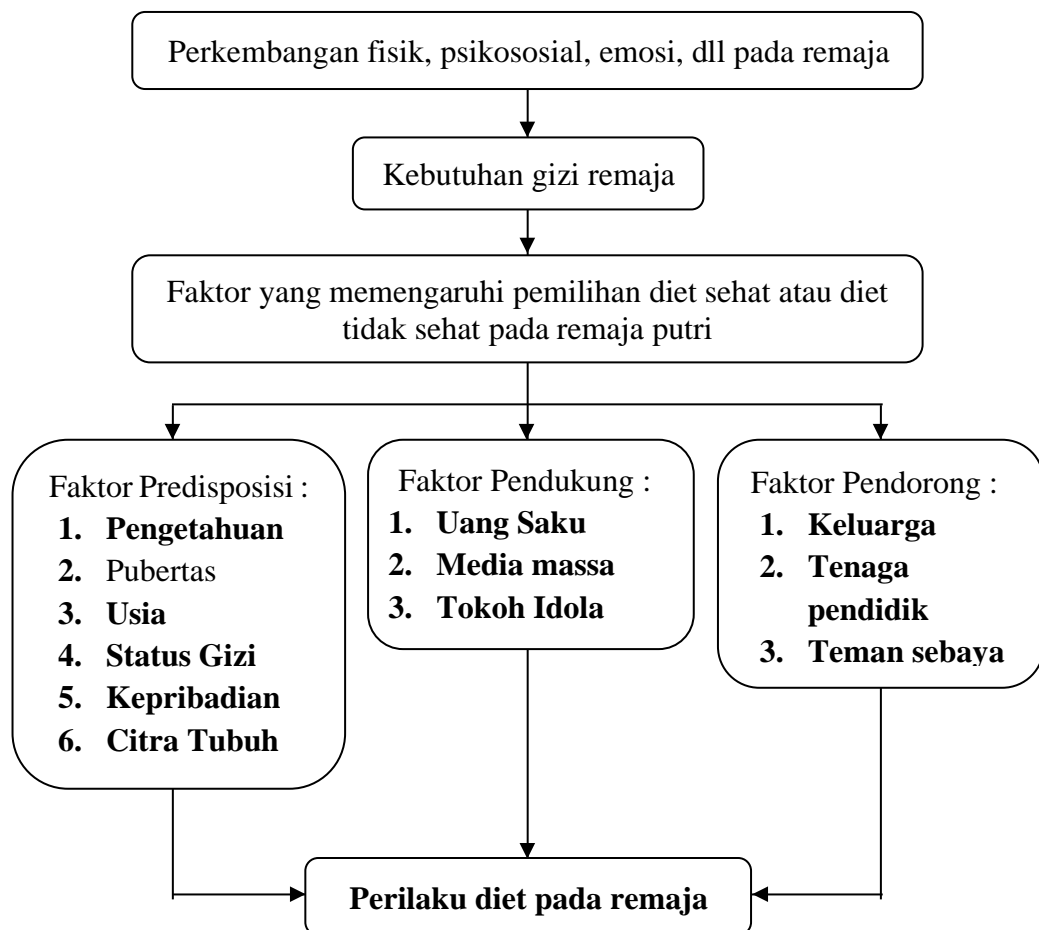 Perkembangan fisik, psikososial, emosi, dll pada remaja
Kebutuhan gizi remaja
Faktor yang memengaruhi pemilihan diet sehat atau diet
tidak sehat pada remaja putri
Faktor Predisposisi :
1. Pengetahuan
2. Pubertas
3. Usia
4. Status Gizi
5. Kepribadian
6. Citra Tubuh
Faktor Pendukung :
1. Uang Saku
2. Media massa
3. Tokoh Idola
Faktor Pendorong :
1. Keluarga
2. Tenaga
pendidik
3. Teman sebaya
Perilaku diet pada remaja